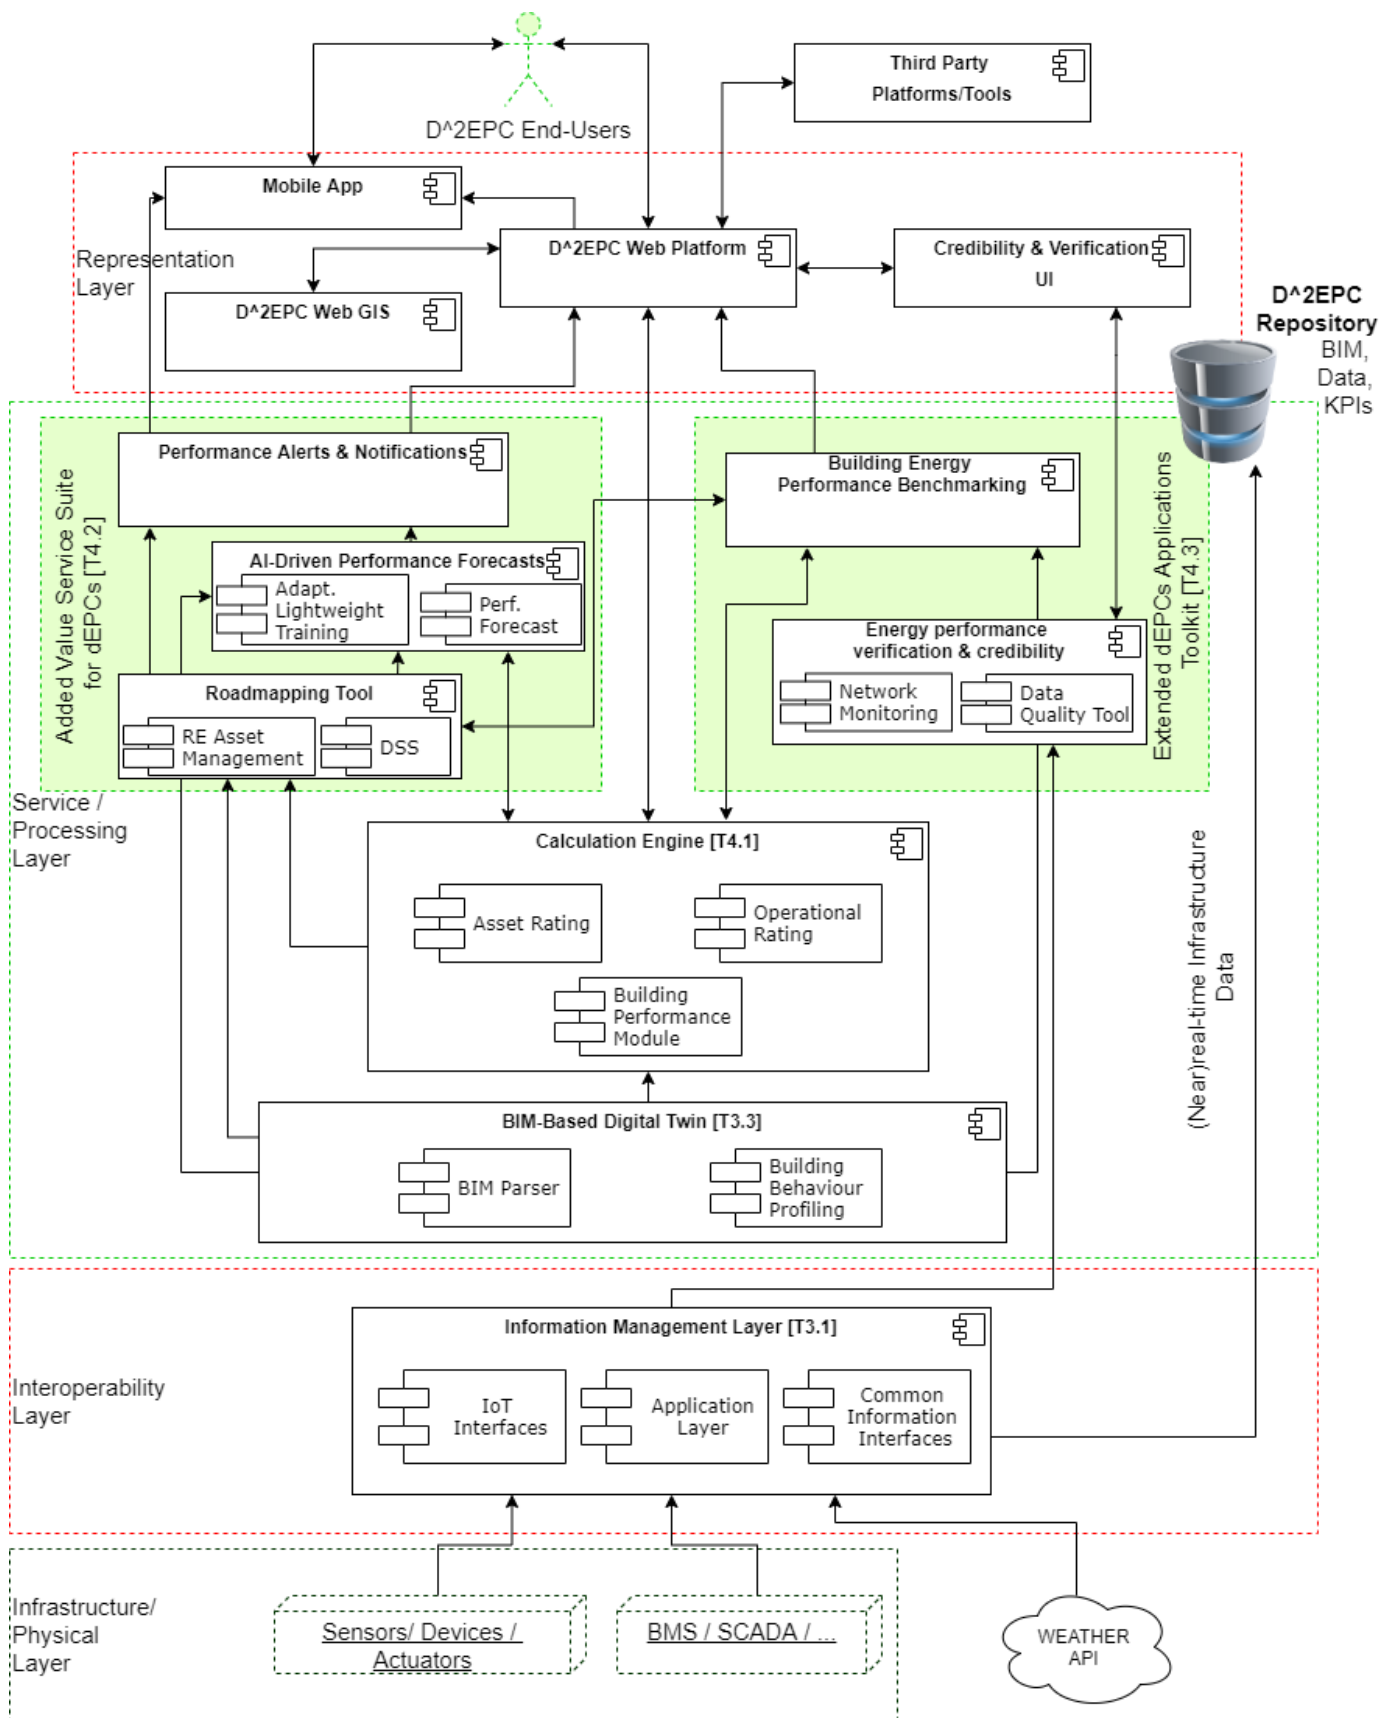 D^2EPC End-Users
Third Party
Platforms/Tools
Representation
Layer
Mobile App
D^2EPC Web Platform
Credibility & Verification
UI
D^2EPC Web GIS
D^2EPC
Repository
BIM,
Data,
KPIs
Added Value Service Suite
for dEPCs [T4.2]
Performance Alerts & Notifications
AI-Driven Performance Forecasts
Adapt.
Lightweight
Training
Perf.
Forecast
Roadmapping Tool
RE Asset
Management
DSS
Building Energy
Performance Benchmarking
Energy performance
verification & credibility
Network
Monitoring
Data
Quality Tool
Extended dEPCs Applications
Toolkit [T4.3]
Service /
Processing
Layer
Calculation Engine [T4.1]
Asset Rating
Operational
Rating
Building
Performance
Module
(Near)real-time Infrastructure
Data
BIM-Based Digital Twin [T3.3]
BIM Parser
Building
Behaviour
Profiling
Interoperability
Layer
Information Management Layer [T3.1]
IoT
Interfaces
Application
Layer
Common
Information
Interfaces
Infrastructure/
Physical
Layer
Sensors/ Devices /
Actuators
BMS / SCADA / ...
WEATHER
API